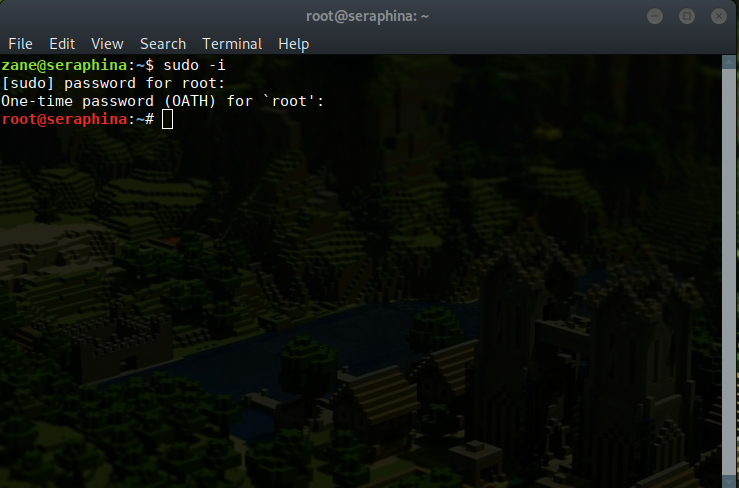 root@seraphina: ~
File Edit View Search Terminal Help
zane@seraphina:~$ sudo -i
[sudo] password for root:
One-time password (OATH) for `root':
root@seraphina:~#